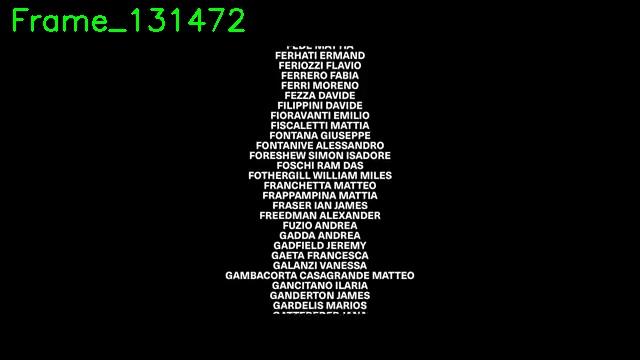 Frame_131472
FERHATI ERMAND
FERIOZZI FLAVIO
FERRERO FABIA
FERRI MORENO
FEZZA DAVIDE
FILIPPINI DAVIDE
FIORAVANTI EMILIO
FISCALETTI MATTIA
FONTANA GIUSEPPE
FONTANIVE ALESSANDRO
FORESHEW SIMON ISADORE
FOSCHI RAM DAS
FOTHERGILL WILLIAM MILES
FRANCHETTA MATTEO
FRAPPAMPINA MATTIA
FRASER IAN JAMES
FREEDMAN ALEXANDER
FUZIO ANDREA
GADDA ANDREA
GADFIELD JEREMY
GAETA FRANCESCA
GALANZI VANESSA
GAMBACORTA CASAGRANDE MATTEO
GANCITANO ILARIA
GANDERTON JAMES
GARDELIS MARIOS